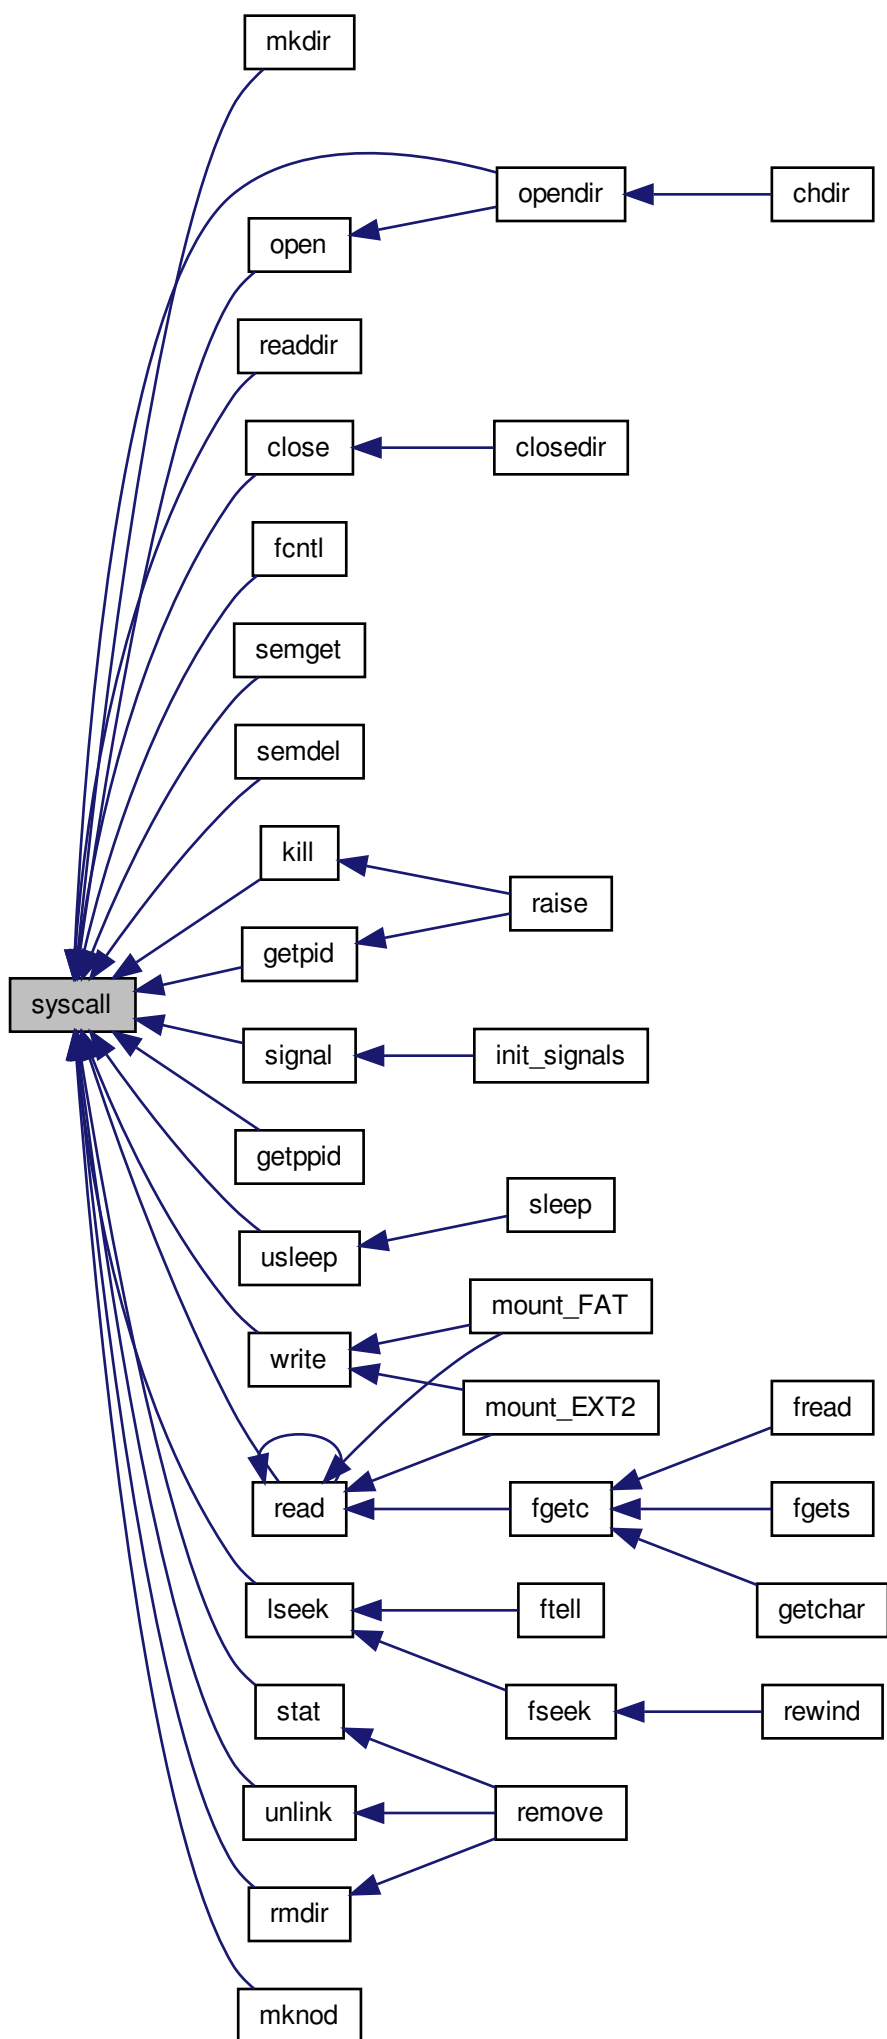 mkdir
opendir
chdir
open
readdir
close
closedir
fcntl
semget
semdel
kill
raise
getpid
syscall
signal
init_signals
getppid
sleep
usleep
mount_FAT
write
mount_EXT2
fread
read
fgetc
fgets
lseek
ftell
getchar
stat
fseek
rewind
unlink
remove
rmdir
mknod